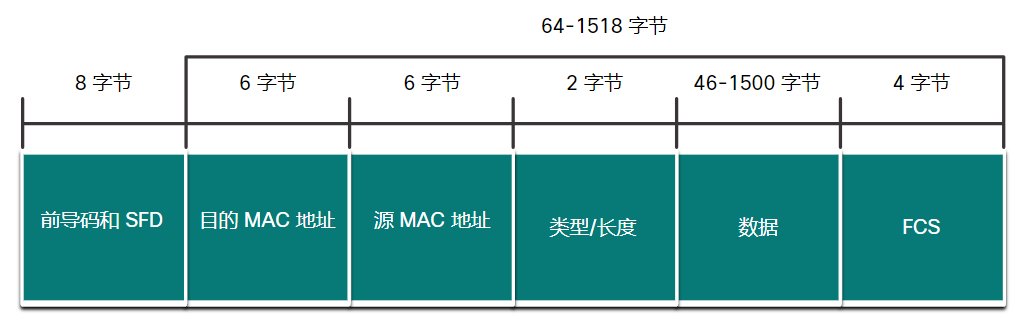 64-1518 字节
8 字节
6 字节
6 字节
2 字节
46-1500 字节
4 字节
前导码和 SFD
目的 MAC 地址
源 MAC 地址
类型/长度
数据
FCS